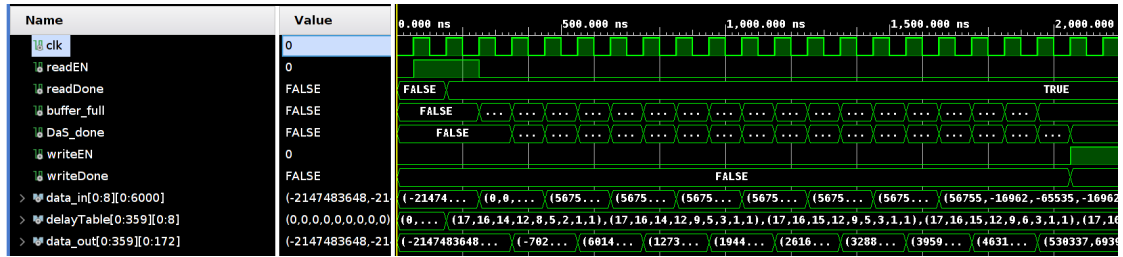 Name Value 0.000 ns 500.000 ns 1,000.000 ns 1,500.000 ns 2,000.000
clk 0
readEN 0
readDone FALSE FALSE TRUE
buffer_full FALSE FALSE ... ... ... ... ... ... ... ... ... ... ... ... ... ... ... ... ...
DaS_done FALSE FALSE ... ... ... ... ... ... ... ... ... ... ... ... ... ... ... ... ...
writeEN 0
writeDone FALSE FALSE
data_in[0:8][0:6000] (-2147483648,-21 (-21474... (0,0,... (5675... (5675... (5675... (5675... (5675... (5675... (56755,-16962,-65535,-16962
delayTable[0:359][0:8] (0,0,0,0,0,0,0,0,0) (0,... (17,16,14,12,8,5,2,1,1),(17,16,14,12,9,5,3,1,1),(17,16,15,12,9,5,3,1,1),(17,16,15,12,9,6,3,1,1),(17,16
data_out[0:359][0:172] (-2147483648,-21 (-2147483648... (-702... (6014... (1273... (1944... (2616... (3288... (3959... (4631... (530337,6939